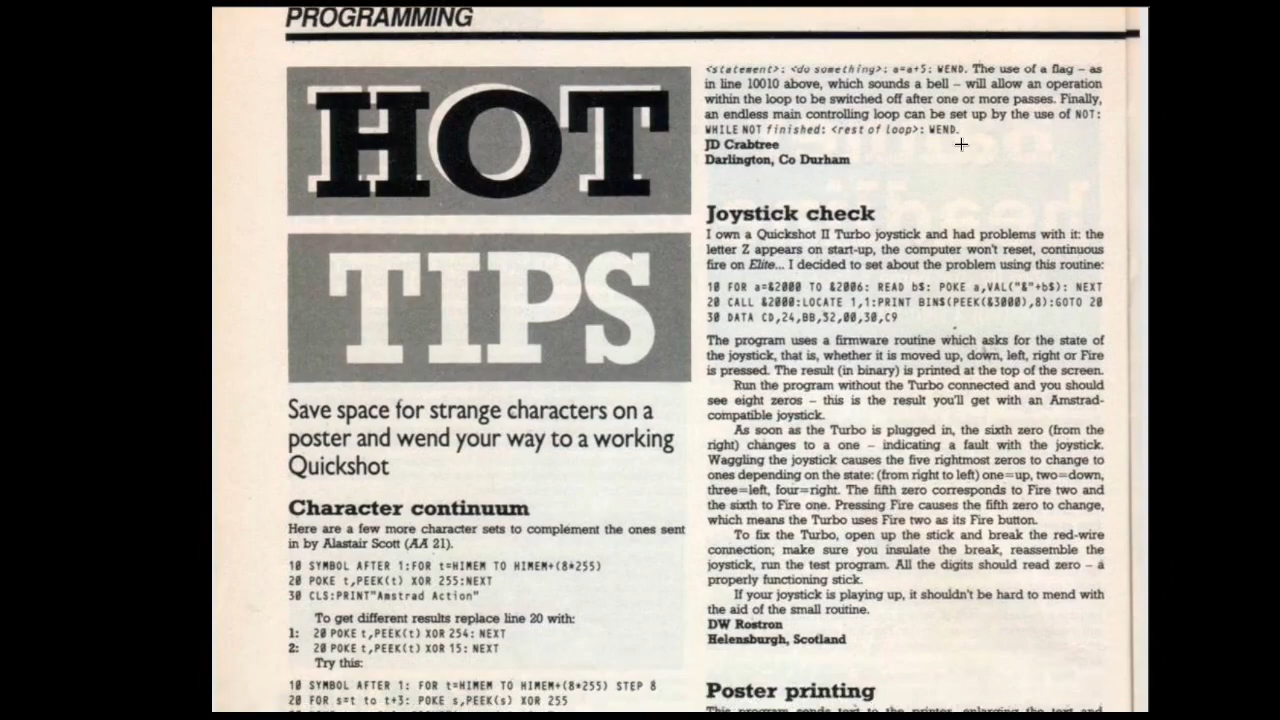 PROGRAMMING
HOT
TIPS
Save space for strange characters on a
poster and wend your way to a working
Quickshot
Character continuum
Here are a few more character sets to complement the ones sent
in by Alastair Scott (AA 21).
10 SYMBOL AFTER 1:FOR t=HIMEM TO HIMEM+(8*255)
20 POKE t,PEEK(t) XOR 255:NEXT
30 CLS:PRINT"Amstrad Action"
To get different results replace line 20 with:
1: 20 POKE t,PEEK(t) XOR 254: NEXT
2: 20 POKE t,PEEK(t) XOR 15: NEXT
Try this:
10 SYMBOL AFTER 1: FOR t=HIMEM TO HIMEM+(8*255) STEP 8
20 FOR s=t to t+3: POKE s,PEEK(s) XOR 255
<statement>: <do something>: a=a+5: WEND. The use of a flag – as
in line 10010 above, which sounds a bell – will allow an operation
within the loop to be switched off after one or more passes. Finally,
an endless main controlling loop can be set up by the use of NOT:
WHILE NOT finished: <rest of loop>: WEND.
JD Crabtree
Darlington, Co Durham
Joystick check
I own a Quickshot II Turbo joystick and had problems with it: the
letter Z appears on start-up, the computer won't reset, continuous
fire on Elite... I decided to set about the problem using this routine:
10 FOR a=&2000 TO &2006: READ b$: POKE a,VAL("&"+b$): NEXT
20 CALL &2000:LOCATE 1,1:PRINT BIN$(PEEK(&3000),8):GOTO 20
30 DATA CD,24,BB,32,00,30,C9
The program uses a firmware routine which asks for the state of
the joystick, that is, whether it is moved up, down, left, right or Fire
is pressed. The result (in binary) is printed at the top of the screen.
Run the program without the Turbo connected and you should
see eight zeros – this is the result you'll get with an Amstrad-
compatible joystick.
As soon as the Turbo is plugged in, the sixth zero (from the
right) changes to a one – indicating a fault with the joystick.
Waggling the joystick causes the five rightmost zeros to change to
ones depending on the state: (from right to left) one=up, two=down,
three=left, four=right. The fifth zero corresponds to Fire two and
the sixth to Fire one. Pressing Fire causes the fifth zero to change,
which means the Turbo uses Fire two as its Fire button.
To fix the Turbo, open up the stick and break the red-wire
connection; make sure you insulate the break, reassemble the
joystick, run the test program. All the digits should read zero – a
properly functioning stick.
If your joystick is playing up, it shouldn't be hard to mend with
the aid of the small routine.
DW Rostron
Helensburgh, Scotland
Poster printing
This program sends text to the printer, enlarging the text and